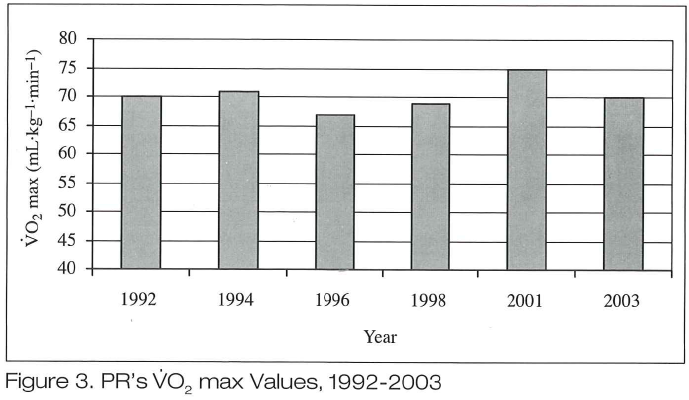 80
75
70
65
60
55
50
45
40
V̇O₂ max (mL·kg⁻¹·min⁻¹)
1992 1994 1996 1998 2001 2003
Year
Figure 3. PR's V̇O₂ max Values, 1992-2003